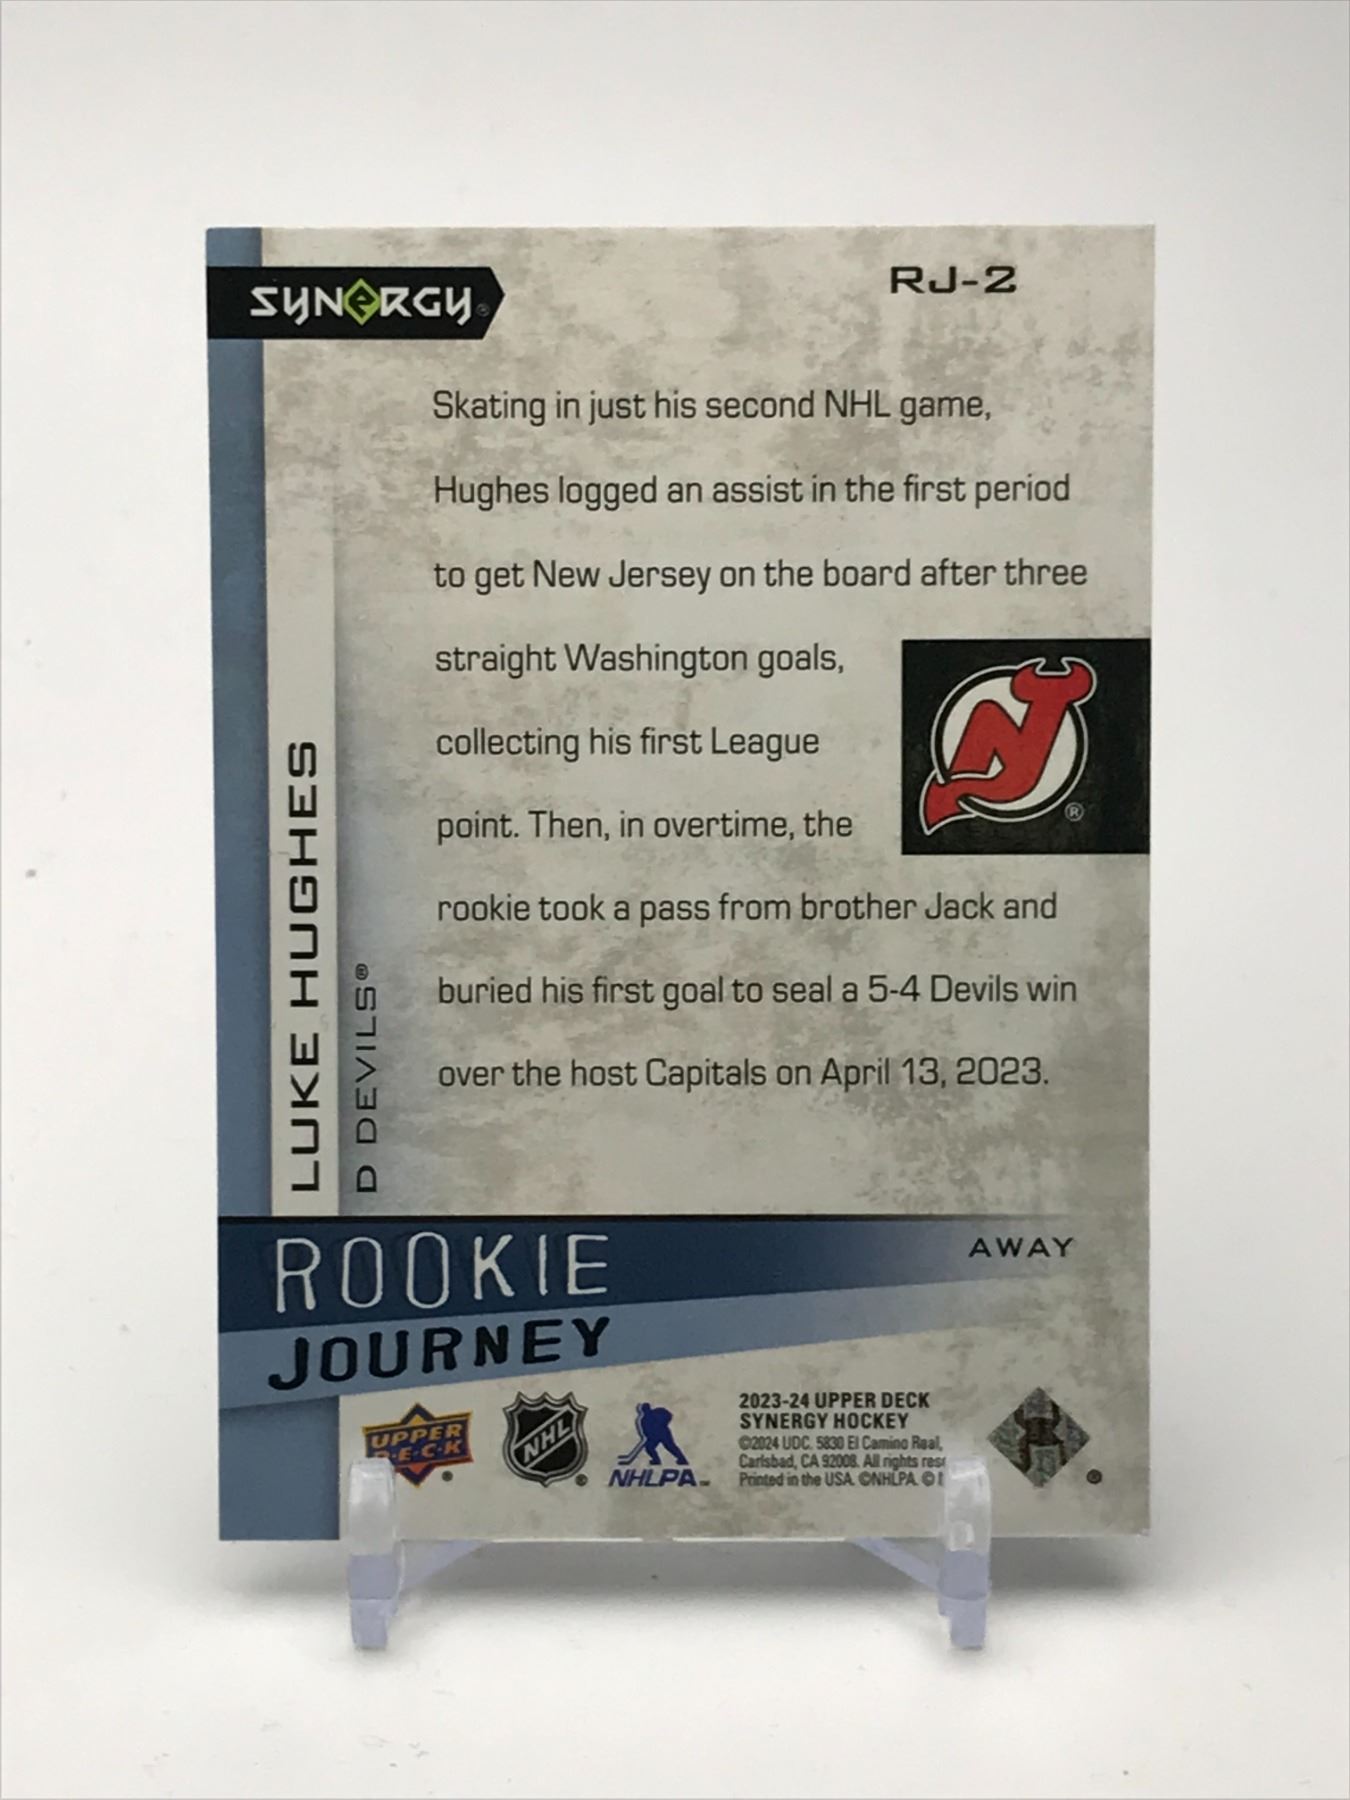 SYNERGY®
RJ-2
Skating in just his second NHL game,
Hughes logged an assist in the first period
to get New Jersey on the board after three
straight Washington goals,
collecting his first League
point. Then, in overtime, the
rookie took a pass from brother Jack and
buried his first goal to seal a 5-4 Devils win
over the host Capitals on April 13, 2023.
®
LUKE HUGHES
D DEVILS®
ROOKIE
JOURNEY
AWAY
UPPER
D·E·C·K
®
NHL
®
NHLPA™
2023-24 UPPER DECK
SYNERGY HOCKEY
©2024 UDC. 5830 El Camino Real,
Carlsbad, CA 92008. All rights
Printed in the USA. ©NHLPA. ©
®